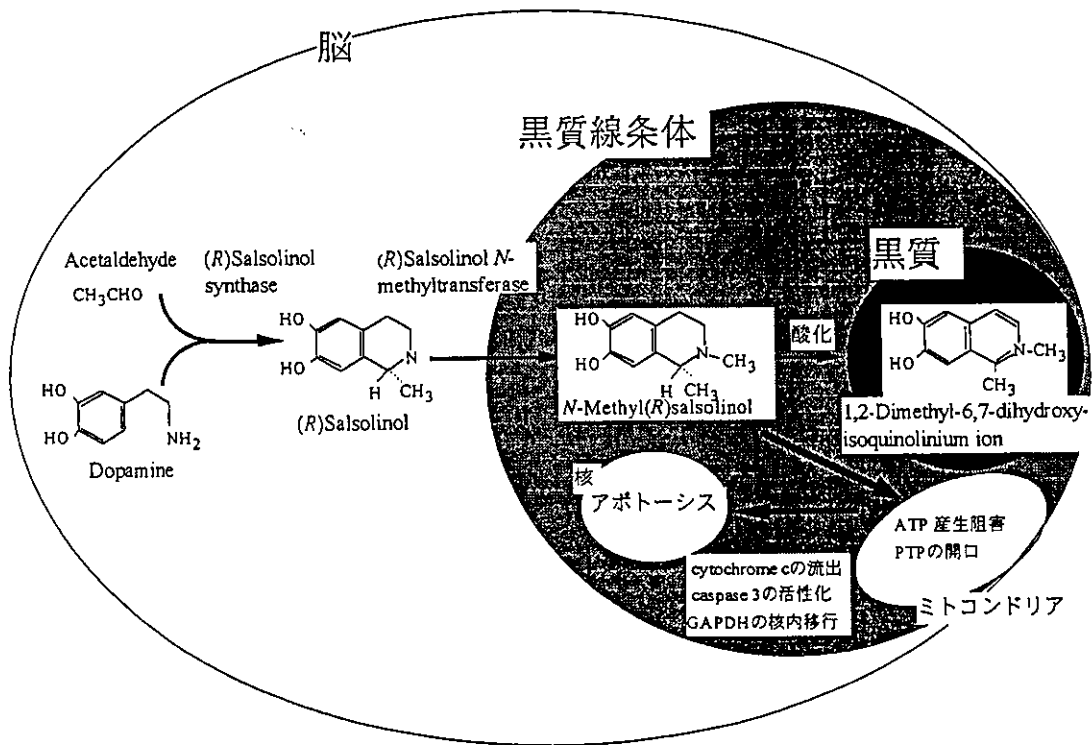 脳
黒質線条体
Acetaldehyde
CH3CHO
(R)Salsolinol
synthase
(R)Salsolinol N-
methyltransferase
黒質
HO
HO
N
H
CH3
(R)Salsolinol
HO
HO
N
CH3
H
CH3
N-Methyl(R)salsolinol
酸化
HO
HO
N-CH3
CH3
1,2-Dimethyl-6,7-dihydroxy-
isoquinolinium ion
HO
HO
NH2
Dopamine
核
アポトーシス
ATP 産生阻害
PTPの開口
ミトコンドリア
cytochrome cの流出
caspase 3の活性化
GAPDHの核内移行